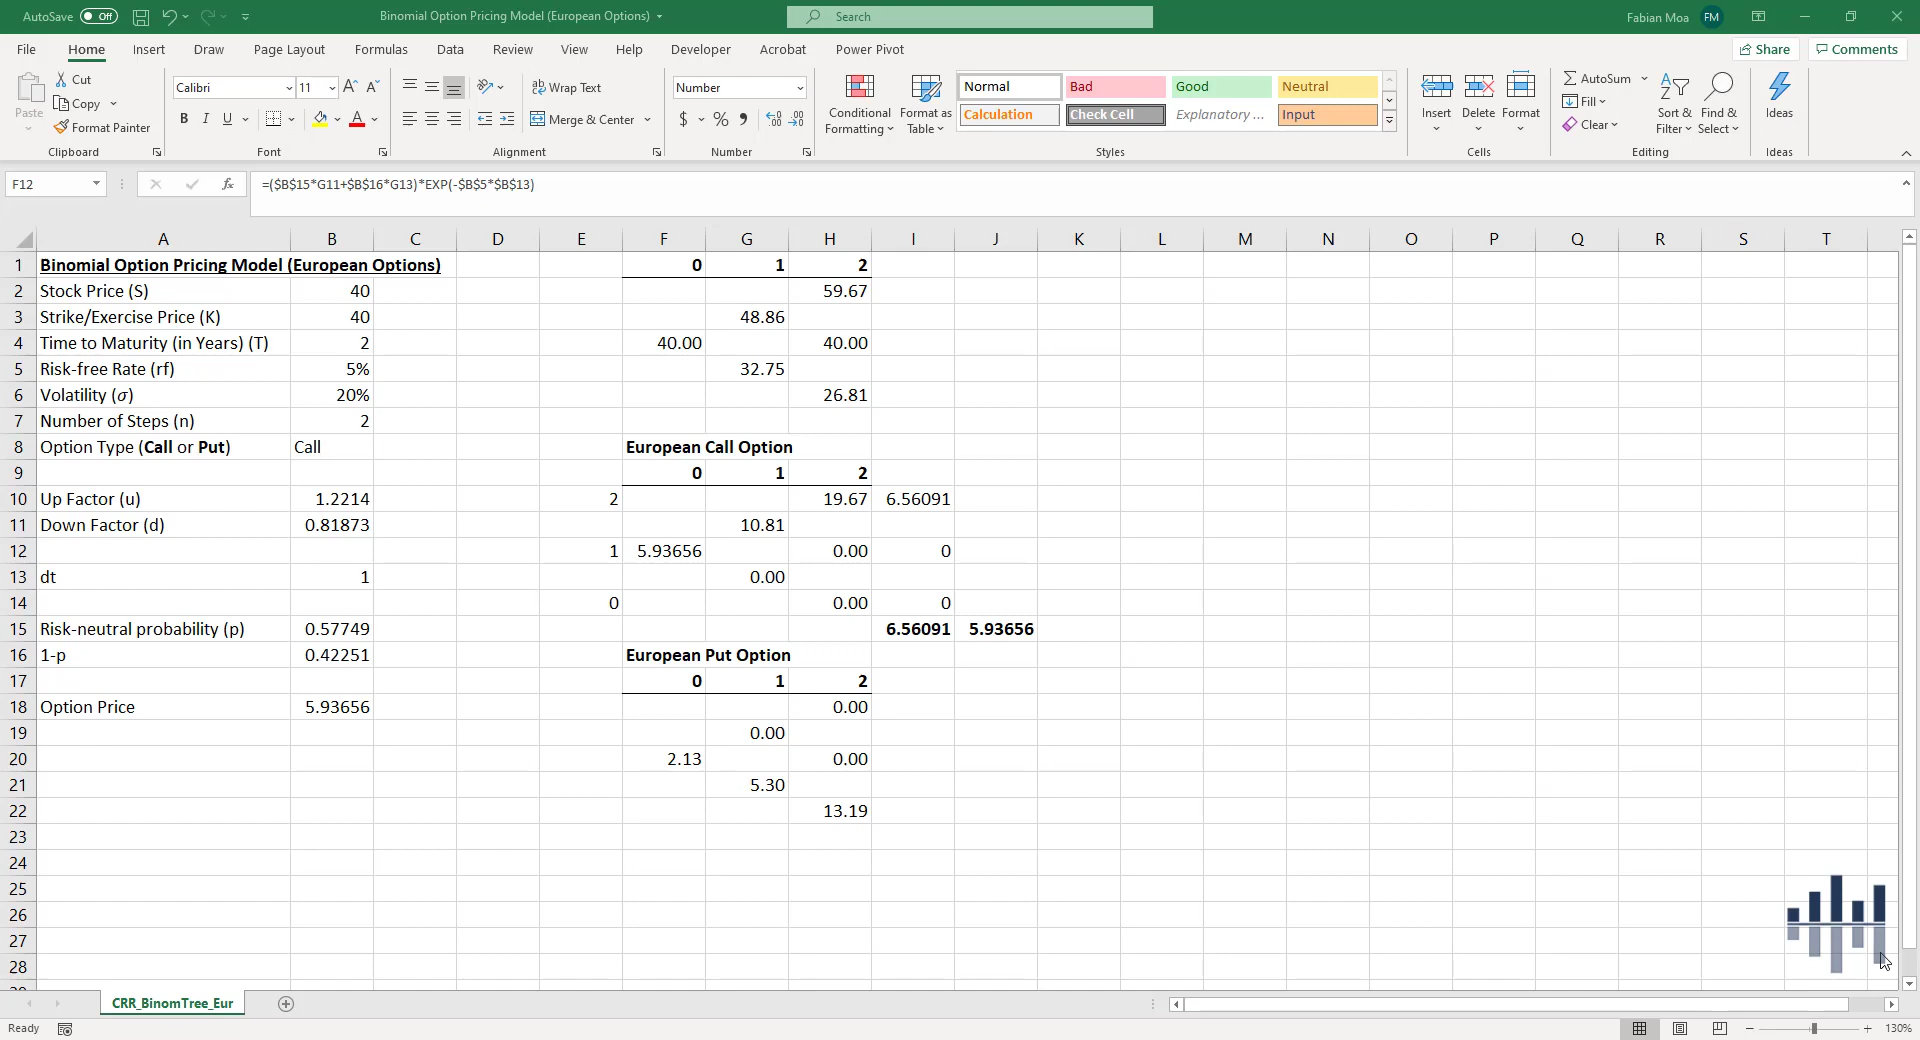 AutoSave Off Binomial Option Pricing Model (European Options) Search Fabian Moa FM
File Home Insert Draw Page Layout Formulas Data Review View Help Developer Acrobat Power Pivot Share Comments
Paste Cut Copy Format Painter
Calibri 11 B I U A A A
Wrap Text Merge & Center
Number $ %
Conditional Formatting Format as Table
Normal Bad Good Neutral
Calculation Check Cell Explanatory ... Input
Insert Delete Format
AutoSum Fill Clear Sort & Filter Find & Select Ideas
Clipboard Font Alignment Number Styles Cells Editing Ideas
F12 fx =($B$15*G11+$B$16*G13)*EXP(-$B$5*$B$13)
A B C D E F G H I J K L M N O P Q R S T
1 Binomial Option Pricing Model (European Options) 0 1 2
2 Stock Price (S) 40 59.67
3 Strike/Exercise Price (K) 40 48.86
4 Time to Maturity (in Years) (T) 2 40.00 40.00
5 Risk-free Rate (rf) 5% 32.75
6 Volatility (σ) 20% 26.81
7 Number of Steps (n) 2
8 Option Type (Call or Put) Call European Call Option
9 0 1 2
10 Up Factor (u) 1.2214 2 19.67 6.56091
11 Down Factor (d) 0.81873 10.81
12 1 5.93656 0.00 0
13 dt 1 0.00
14 0 0.00 0
15 Risk-neutral probability (p) 0.57749 6.56091 5.93656
16 1-p 0.42251 European Put Option
17 0 1 2
18 Option Price 5.93656 0.00
19 0.00
20 2.13 0.00
21 5.30
22 13.19
23
24
25
26
27
28
CRR_BinomTree_Eur
Ready 130%